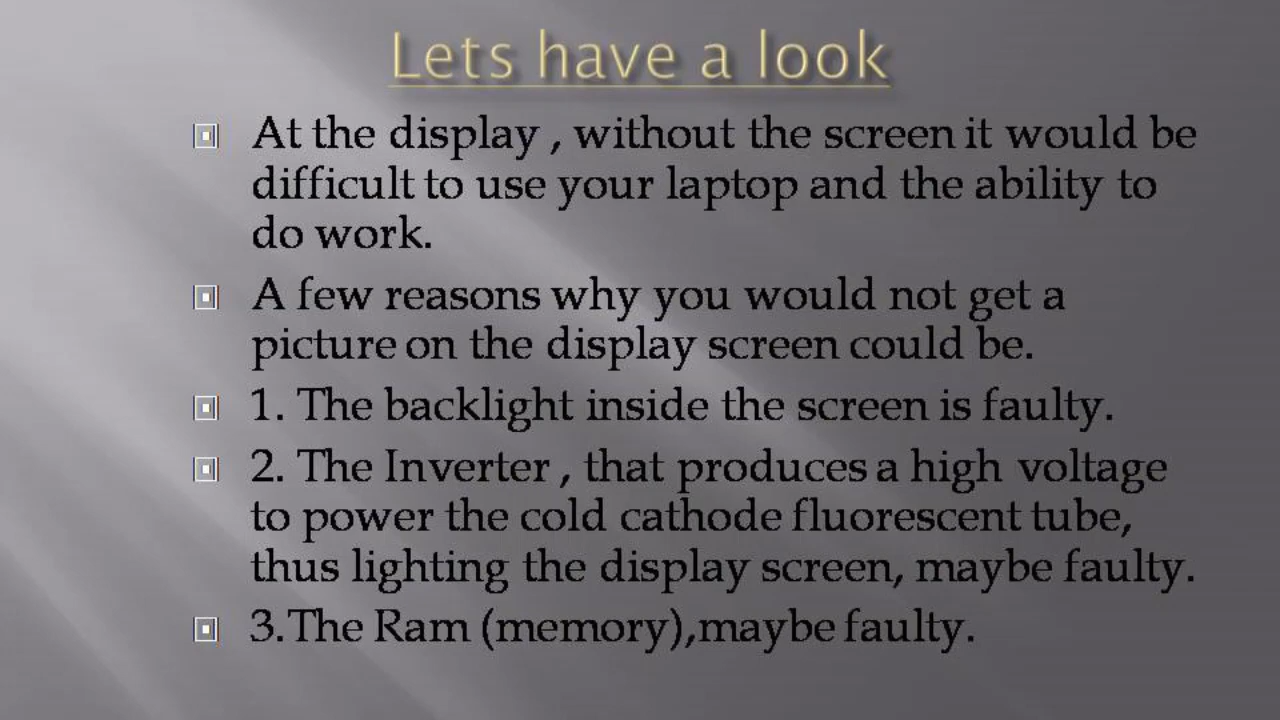 Lets have a look
At the display , without the screen it would be
difficult to use your laptop and the ability to
do work.
A few reasons why you would not get a
picture on the display screen could be.
1. The backlight inside the screen is faulty.
2. The Inverter , that produces a high voltage
to power the cold cathode fluorescent tube,
thus lighting the display screen, maybe faulty.
3.The Ram (memory),maybe faulty.